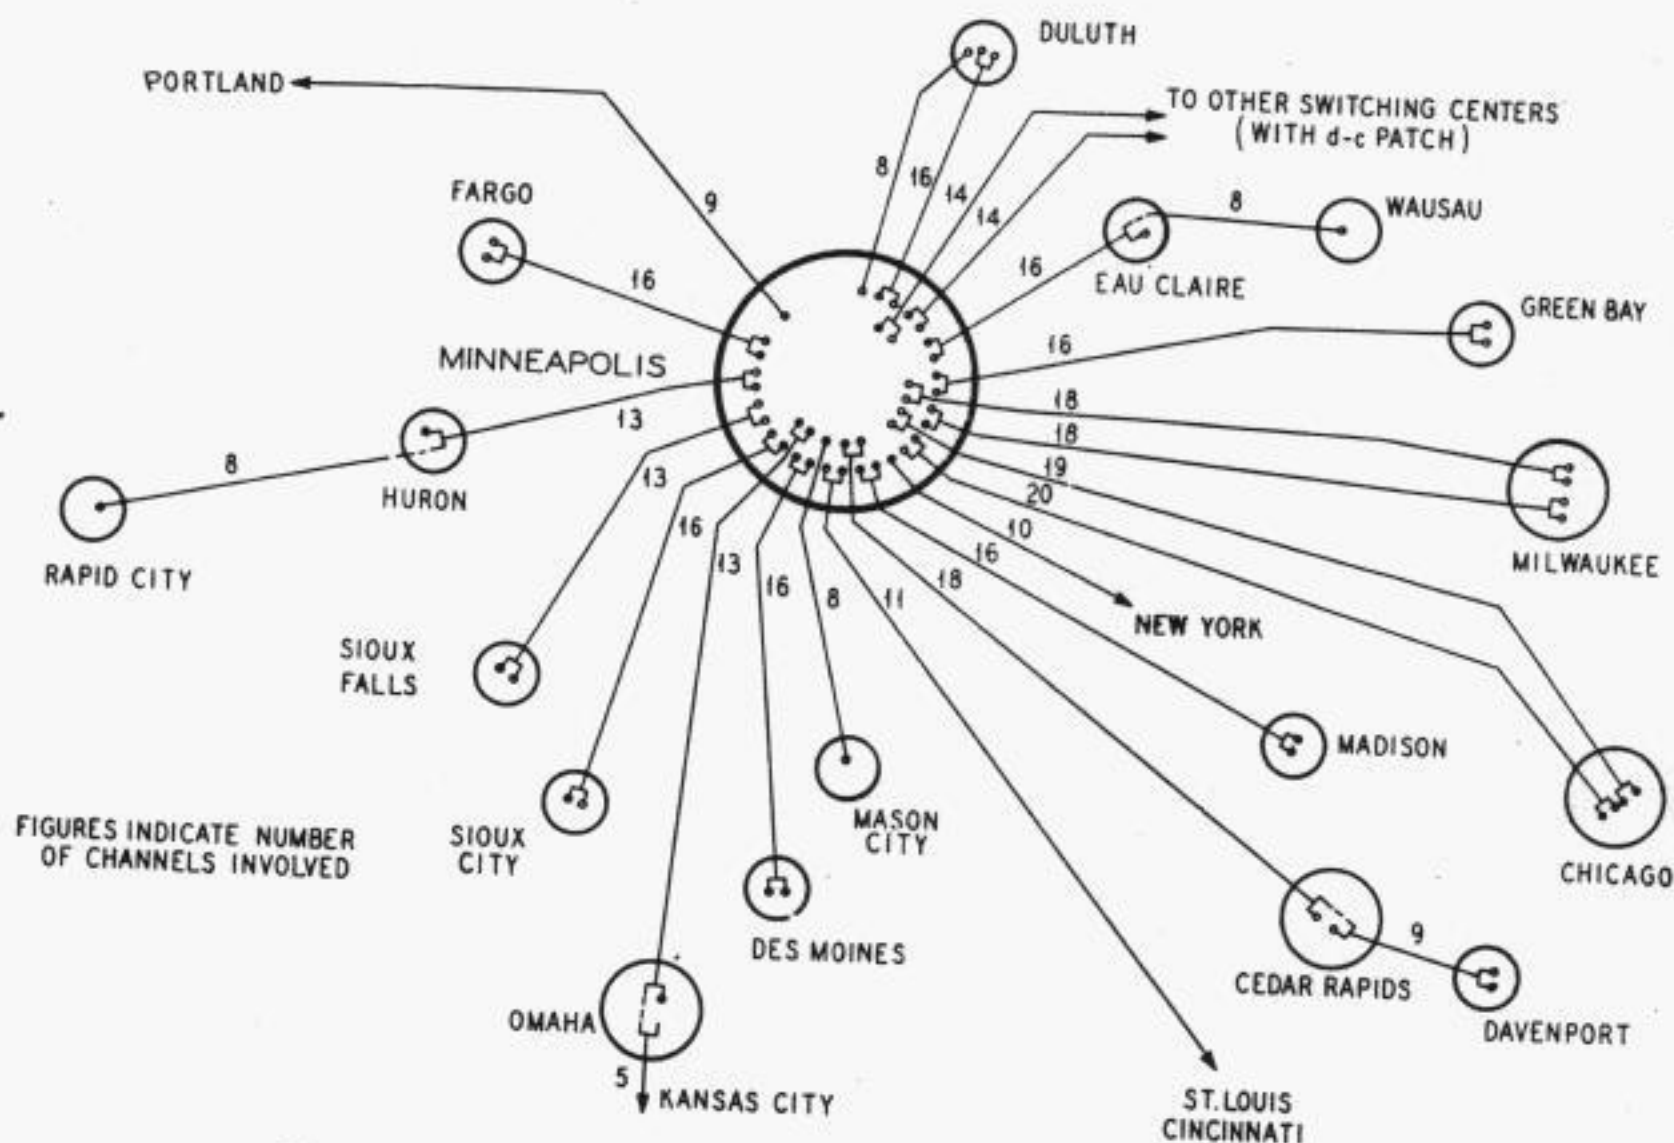 DULUTH
PORTLAND
TO OTHER SWITCHING CENTERS
(WITH d-c PATCH)
8
16
14
14
9
FARGO
8
WAUSAU
16
16
EAU CLAIRE
GREEN BAY
MINNEAPOLIS
16
18
13
18
8
HURON
13
19
20
RAPID CITY
16
13
16
8
11
18
16
10
MILWAUKEE
NEW YORK
SIOUX
FALLS
MADISON
FIGURES INDICATE NUMBER
OF CHANNELS INVOLVED
SIOUX
CITY
MASON
CITY
CHICAGO
DES MOINES
9
CEDAR RAPIDS
OMAHA
DAVENPORT
5
KANSAS CITY
ST. LOUIS
CINCINNATI